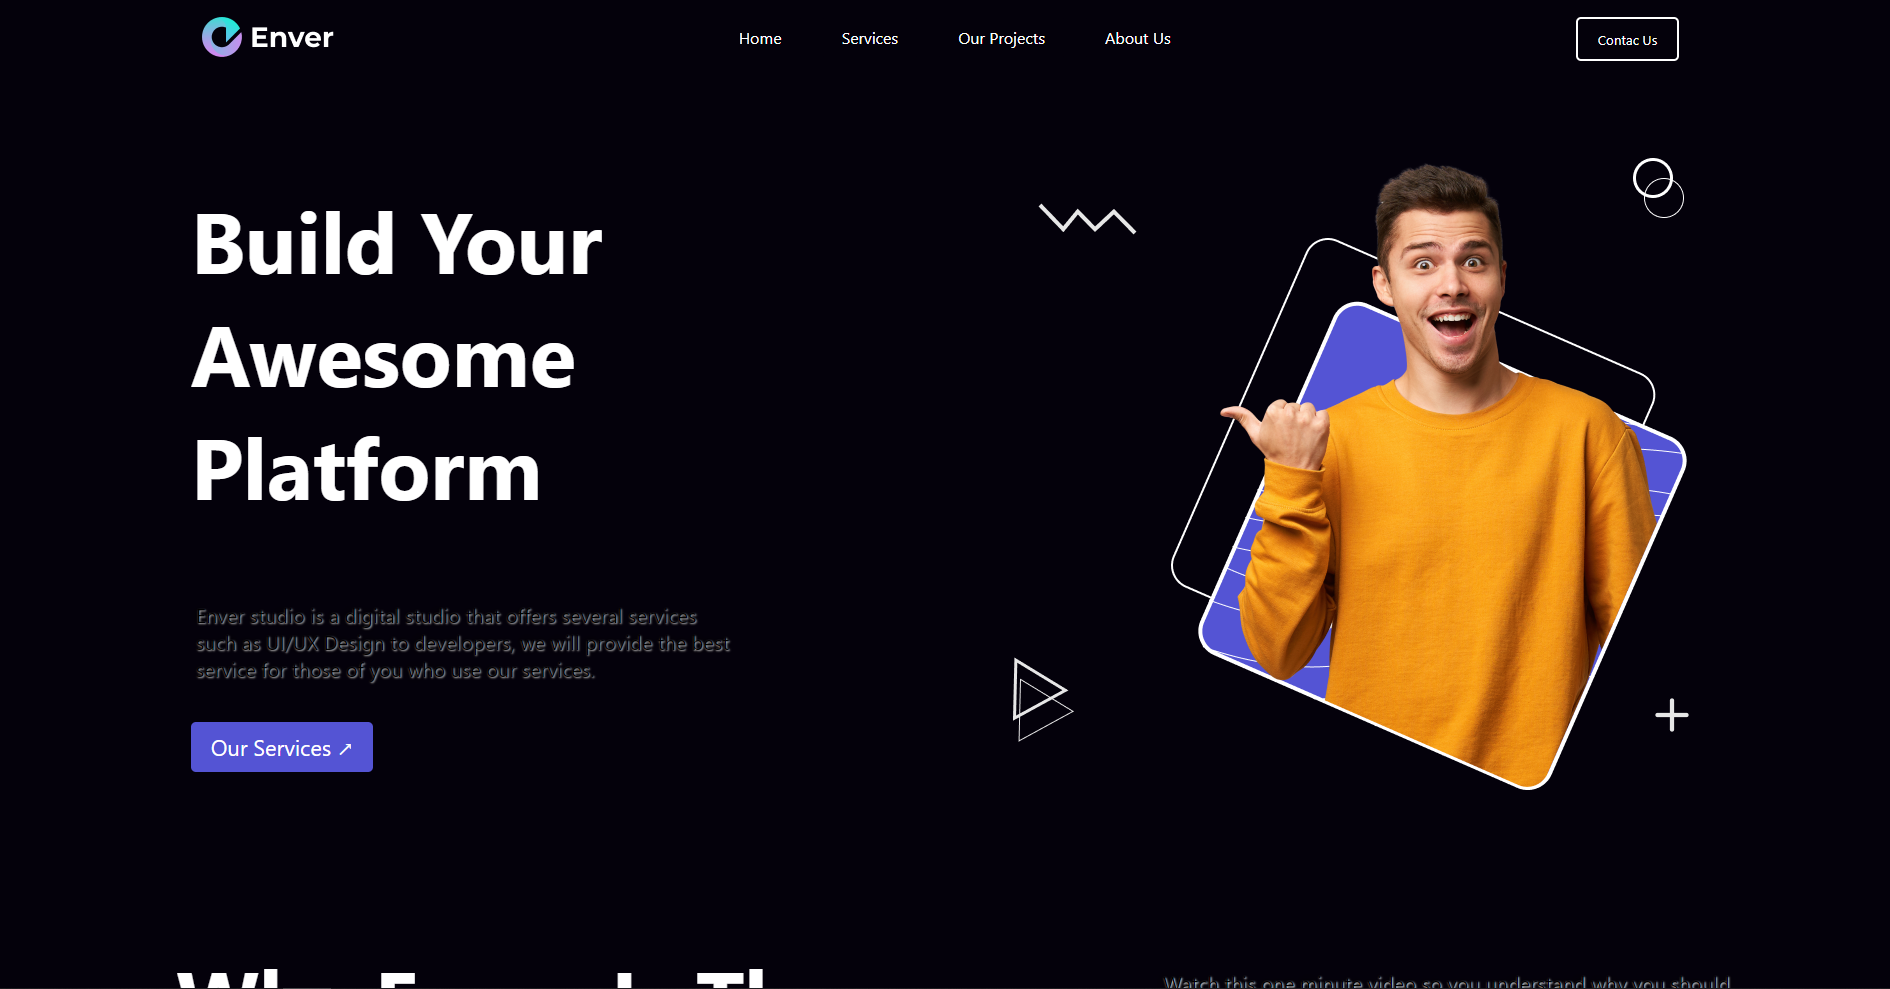 Enver
Home
Services
Our Projects
About Us
Contac Us
Build Your
Awesome
Platform
Enver studio is a digital studio that offers several services
such as UI/UX Design to developers, we will provide the best
service for those of you who use our services.
Our Services ↗
Watch this one minute video so you understand why you should